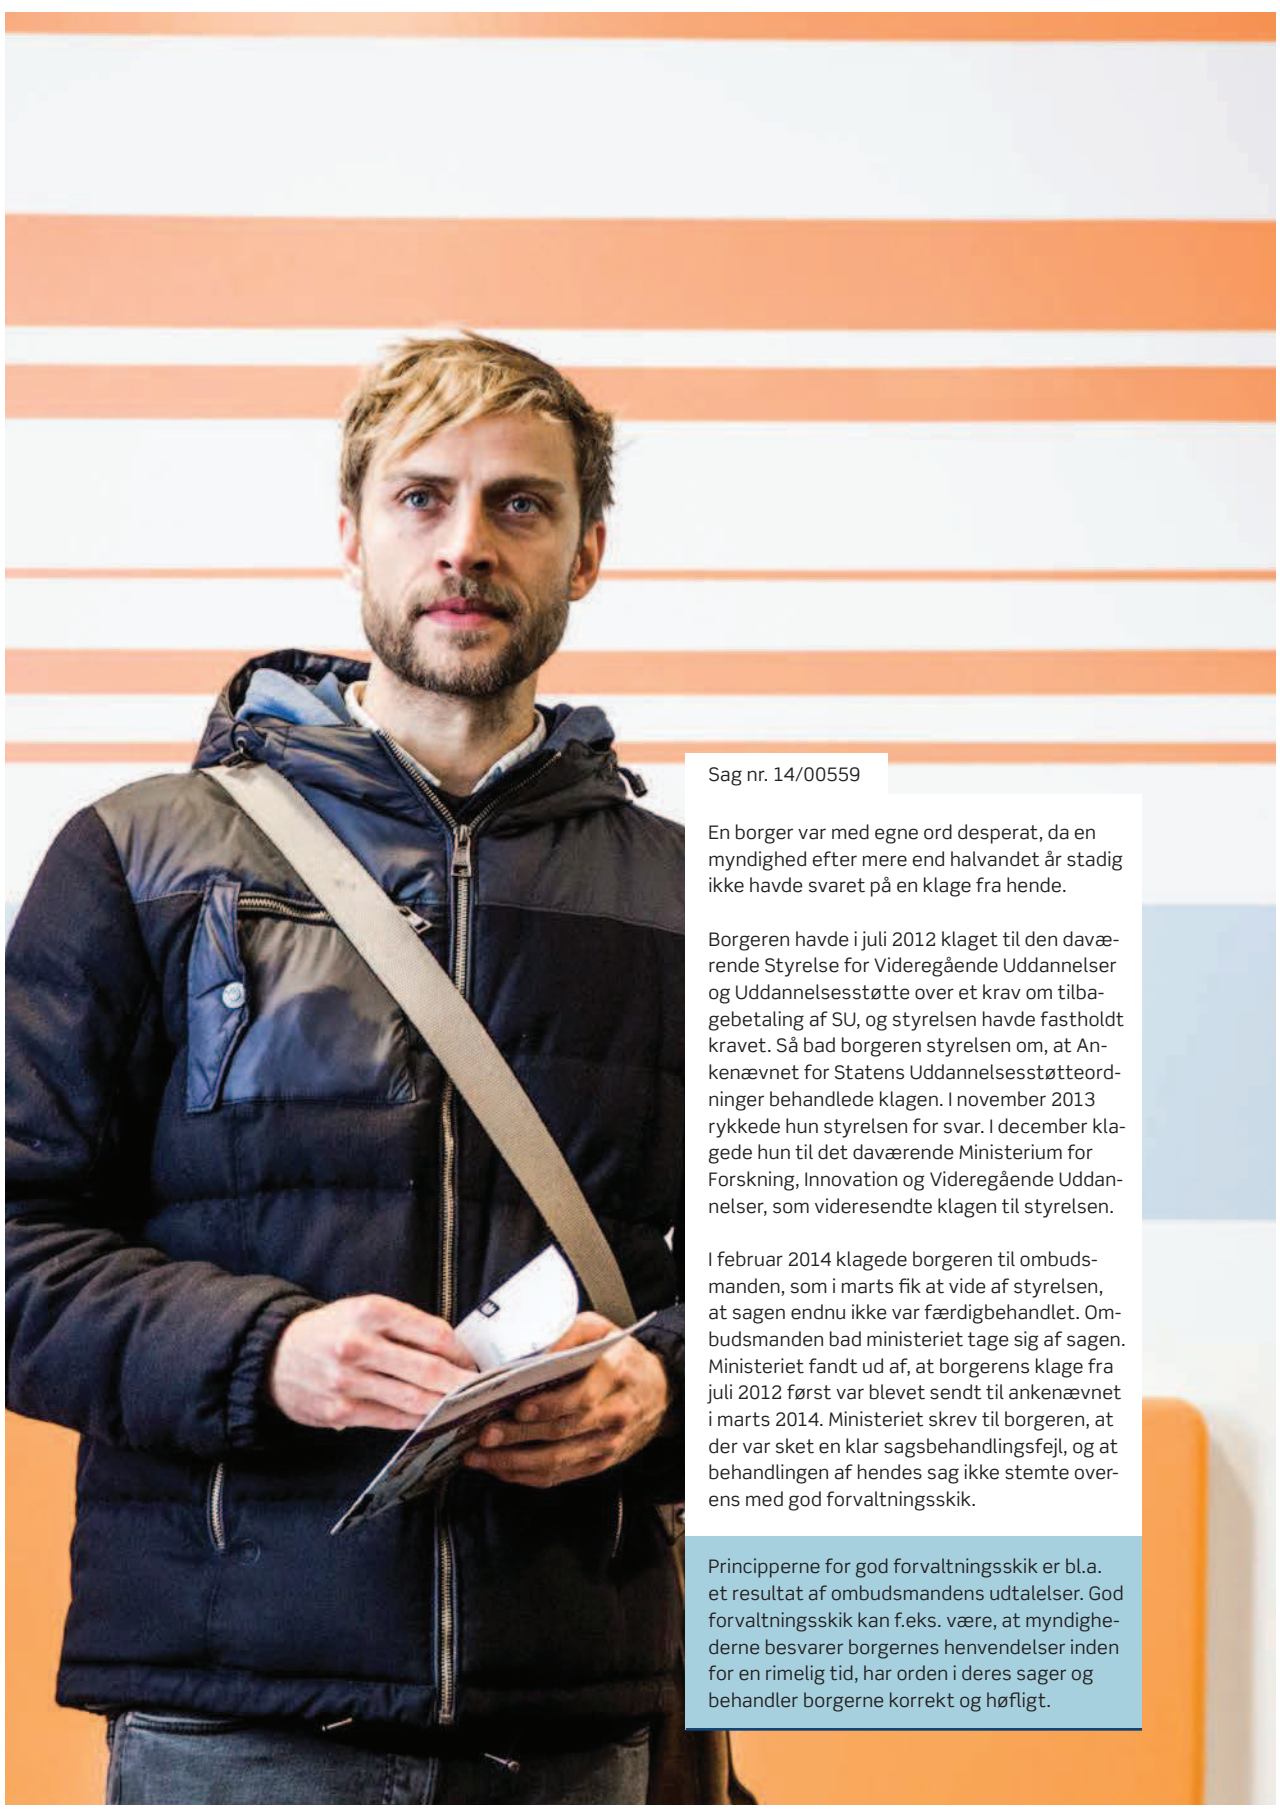 Sag nr. 14/00559
En borger var med egne ord desperat, da en
myndighed efter mere end halvandet år stadig
ikke havde svaret på en klage fra hende.
Borgeren havde i juli 2012 klaget til den davæ-
rende Styrelse for Videregående Uddannelser
og Uddannelsesstøtte over et krav om tilba-
gebetaling af SU, og styrelsen havde fastholdt
kravet. Så bad borgeren styrelsen om, at An-
kenævnet for Statens Uddannelsesstøtteord-
ninger behandlede klagen. I november 2013
rykkede hun styrelsen for svar. I december kla-
gede hun til det daværende Ministerium for
Forskning, Innovation og Videregående Uddan-
nelser, som videresendte klagen til styrelsen.
I februar 2014 klagede borgeren til ombuds-
manden, som i marts fik at vide af styrelsen,
at sagen endnu ikke var færdigbehandlet. Om-
budsmanden bad ministeriet tage sig af sagen.
Ministeriet fandt ud af, at borgerens klage fra
juli 2012 først var blevet sendt til ankenævnet
i marts 2014. Ministeriet skrev til borgeren, at
der var sket en klar sagsbehandlingsfejl, og at
behandlingen af hendes sag ikke stemte over-
ens med god forvaltningsskik.
Principperne for god forvaltningsskik er bl.a.
et resultat af ombudsmandens udtalelser. God
forvaltningsskik kan f.eks. være, at myndighe-
derne besvarer borgernes henvendelser inden
for en rimelig tid, har orden i deres sager og
behandler borgerne korrekt og høfligt.